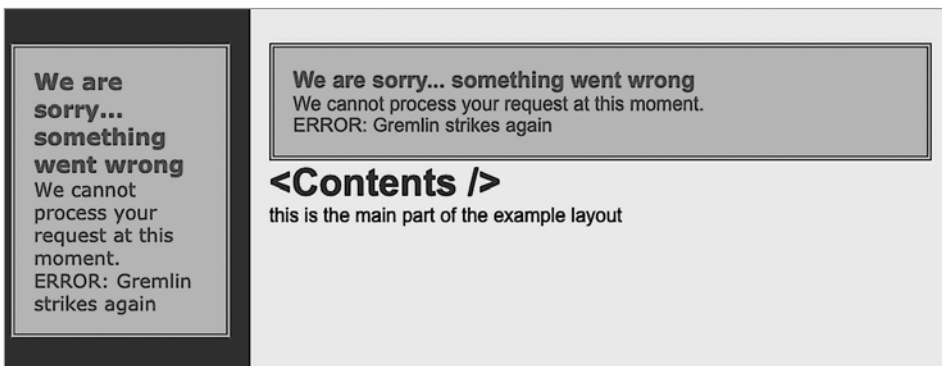 We are
sorry...
something
went wrong
We cannot
process your
request at this
moment.
ERROR: Gremlin
strikes again
We are sorry... something went wrong
We cannot process your request at this moment.
ERROR: Gremlin strikes again
<Contents />
this is the main part of the example layout